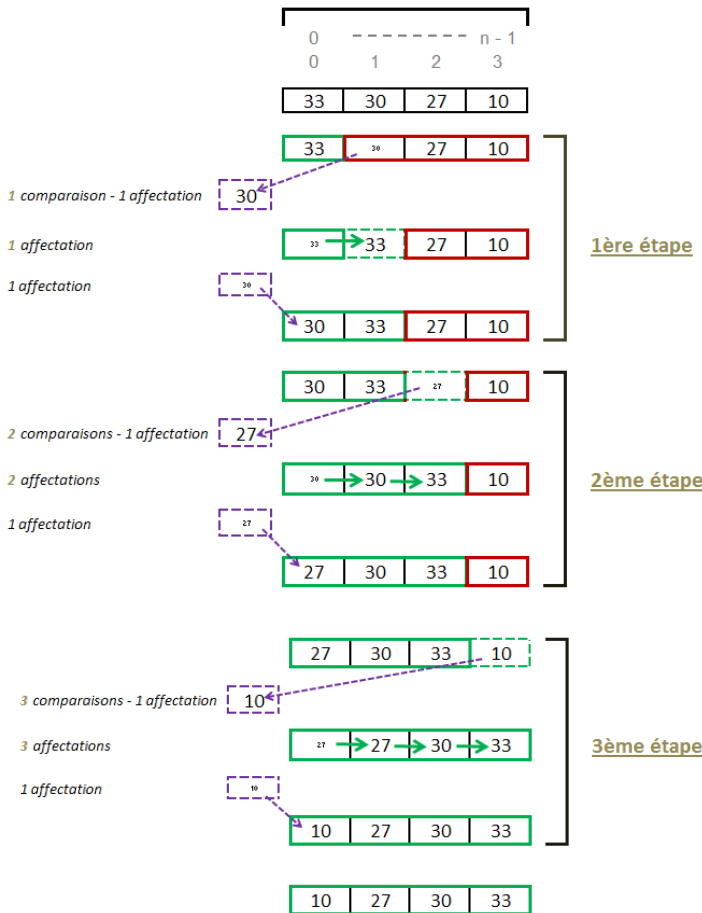 0 n - 1
0 1 2 3
33 30 27 10
33 30 27 10
1 comparaison - 1 affectation 30
1 affectation 33 33 27 10 1ère étape
1 affectation 30
30 33 27 10
30 33 27 10
2 comparaisons - 1 affectation 27
2 affectations 30 30 33 10 2ème étape
1 affectation 27
27 30 33 10
27 30 33 10
3 comparaisons - 1 affectation 10
3 affectations 27 27 30 33 3ème étape
1 affectation 10
10 27 30 33
10 27 30 33